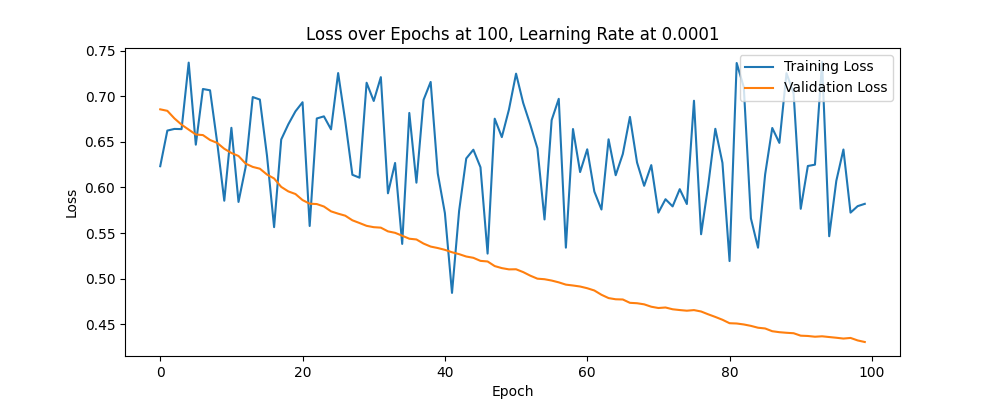 Loss over Epochs at 100, Learning Rate at 0.0001
Training Loss
Validation Loss
0.75
0.70
0.65
0.60
0.55
0.50
0.45
Loss
0 20 40 60 80 100
Epoch